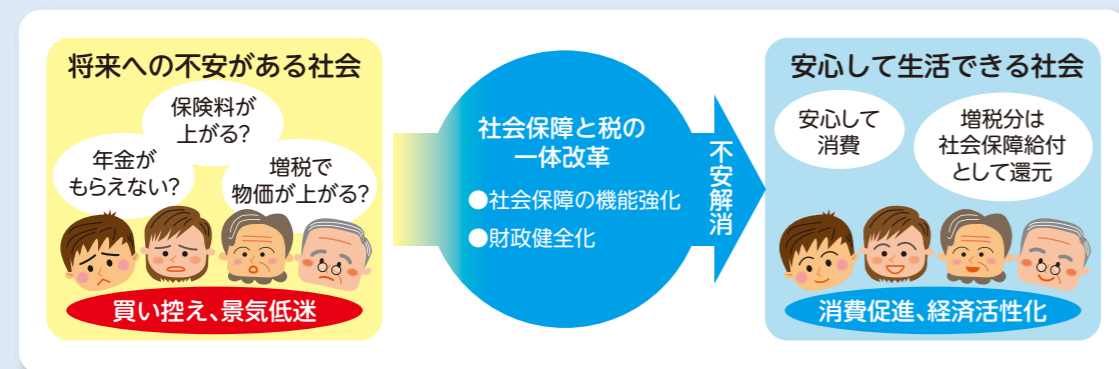 将来への不安がある社会
保険料が
上がる?
年金が
もらえない?
増税で
物価が上がる?
買い控え、景気低迷
社会保障と税の
一体改革
●社会保障の機能強化
●財政健全化
不安解消
安心して生活できる社会
安心して
消費
増税分は
社会保障給付
として還元
消費促進、経済活性化